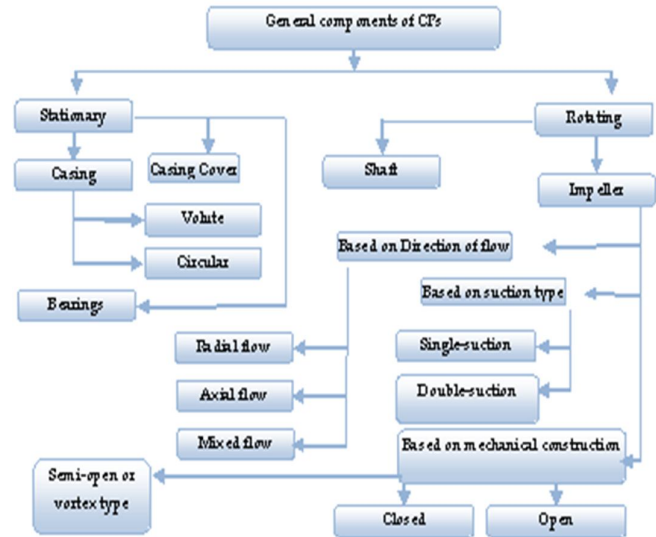 General components of CPs
Stationary
Rotating
Casing
Casing Cover
Shaft
Impeller
Volute
Circular
Bearings
Based on Direction of flow
Based on suction type
Radial flow
Axial flow
Mixed flow
Single-suction
Double-suction
Based on mechanical construction
Semi-open or
vortex type
Closed
Open